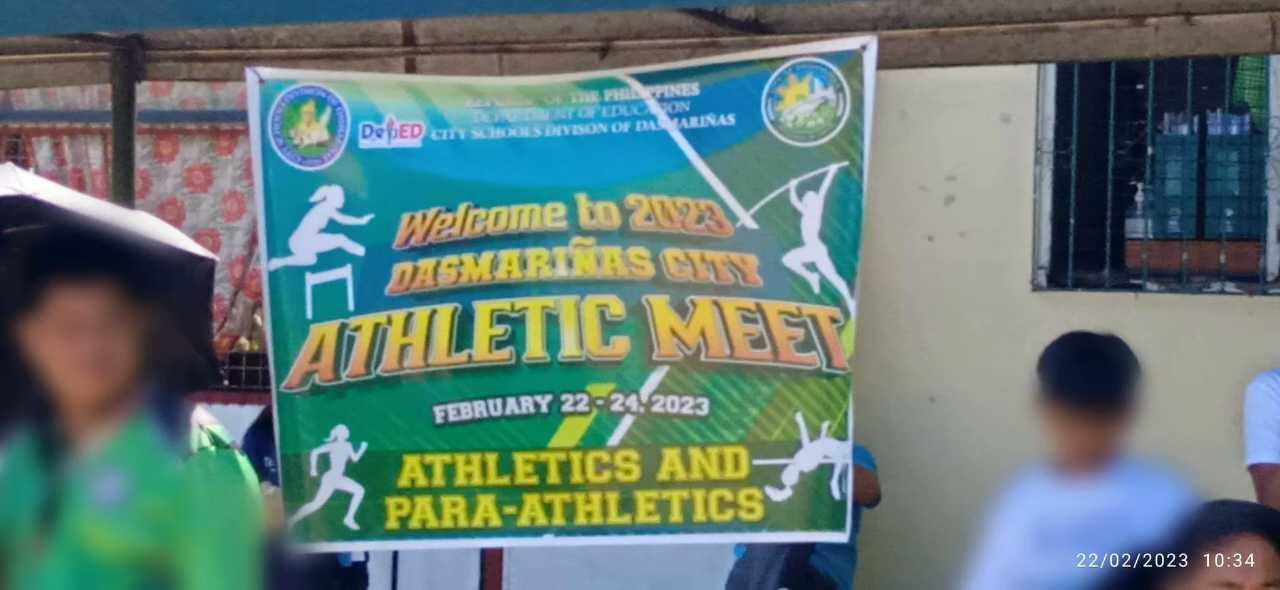 REPUBLIC OF THE PHILIPPINES
DEPARTMENT OF EDUCATION
DepED
CITY SCHOOLS DIVISON OF DASMARIÑAS
Welcome to 2023
DASMARIÑAS CITY
ATHLETIC MEET
FEBRUARY 22 - 24, 2023
ATHLETICS AND
PARA-ATHLETICS
22/02/2023 10:34